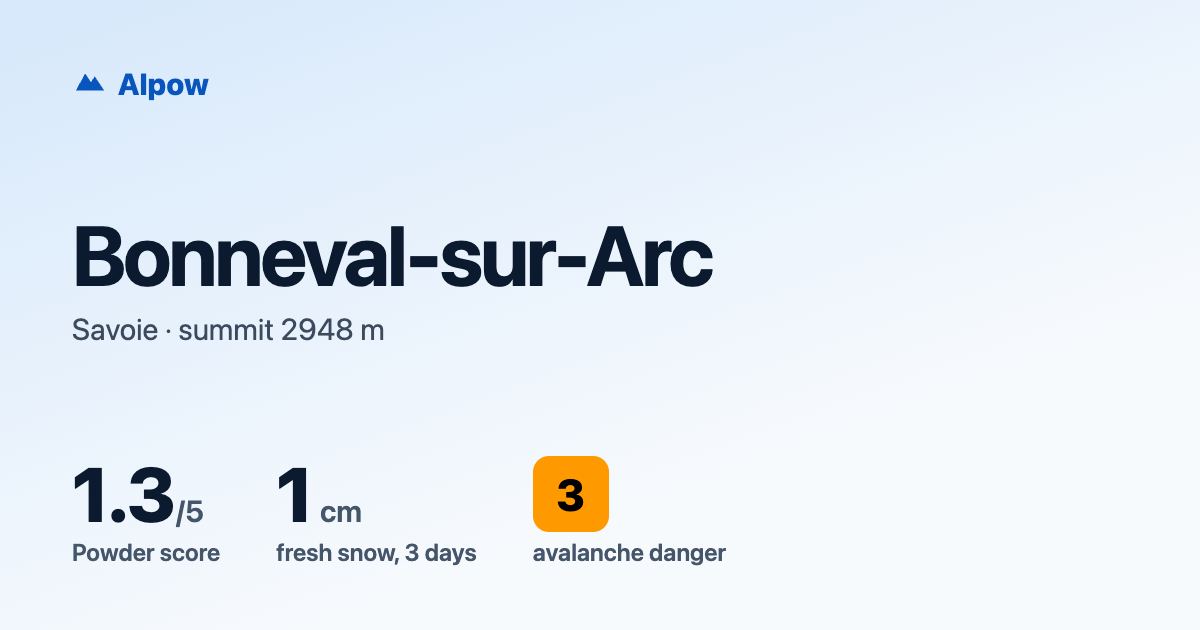 Alpow
Bonneval-sur-Arc
Savoie · summit 2948 m
1.3/5
Powder score
1 cm
fresh snow, 3 days
3
avalanche danger